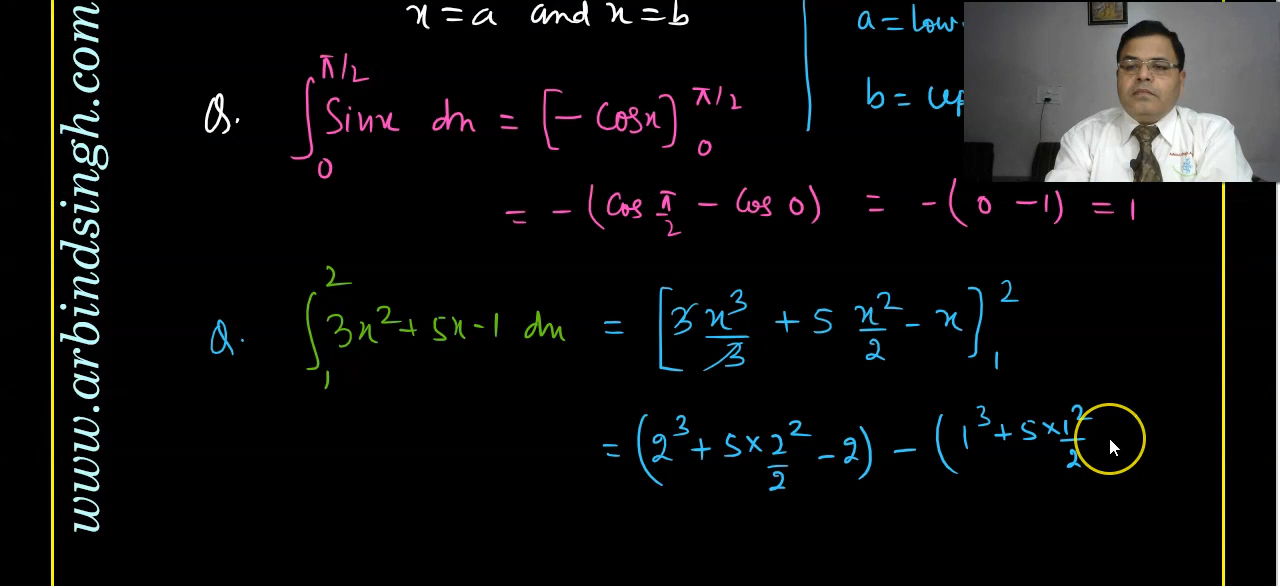 x = a and x = b
a = low
b = up
Q. ∫₀^π/2 Sinx dx = [- Cosx]₀^π/2
= - (Cos π/2 - Cos 0) = - (0 - 1) = 1
Q. ∫₁² 3x² + 5x - 1 dx = [3 x³/3 + 5 x²/2 - x]₁²
= (2³ + 5 × 2²/2 - 2) - (1³ + 5 × 1²/2
www.arbindsingh.com